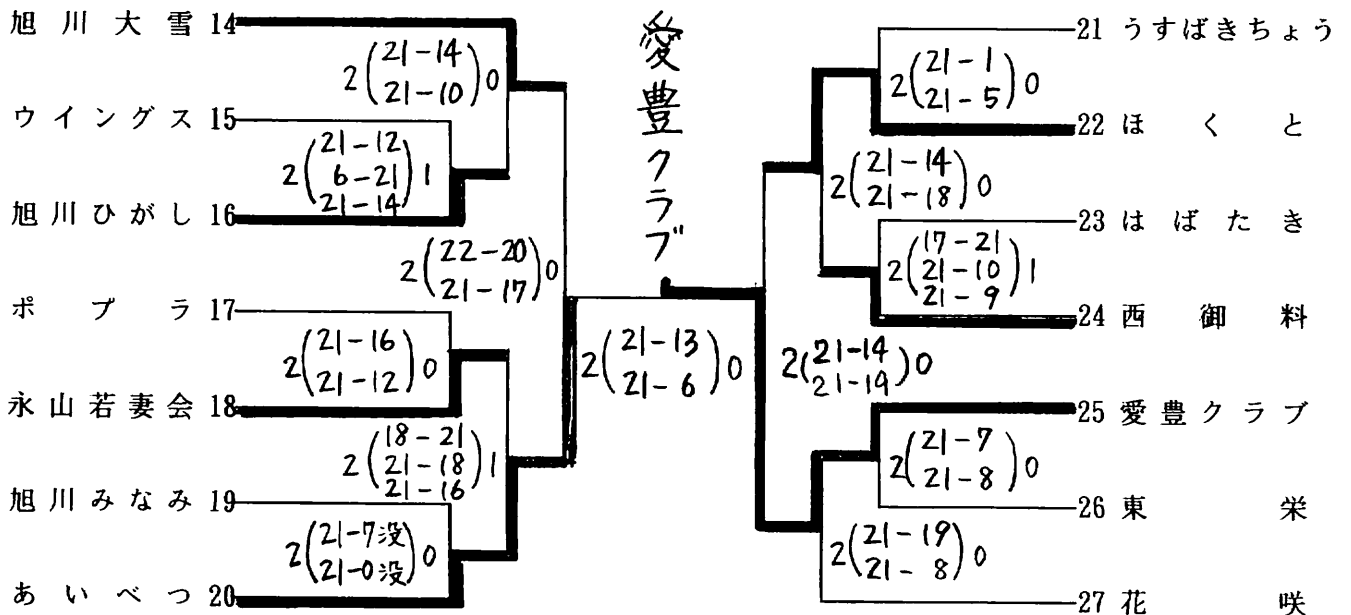 旭川大雪 14
ウイングス 15
旭川ひがし 16
ポプラ 17
永山若妻会 18
旭川みなみ 19
あいべつ 20
2(21-14
21-10)0
2(21-12
6-21
21-14)1
2(22-20
21-17)0
2(21-16
21-12)0
2(18-21
21-18
21-16)1
2(21-7没
21-0没)0
愛豊クラブ
2(21-13
21-6)0
2(21-1
21-5)0
2(21-14
21-18)0
2(17-21
21-10
21-9)1
2(21-14
21-19)0
2(21-7
21-8)0
2(21-19
21-8)0
21 うすばきちょう
22 ほくと
23 はばたき
24 西御料
25 愛豊クラブ
26 東栄
27 花咲